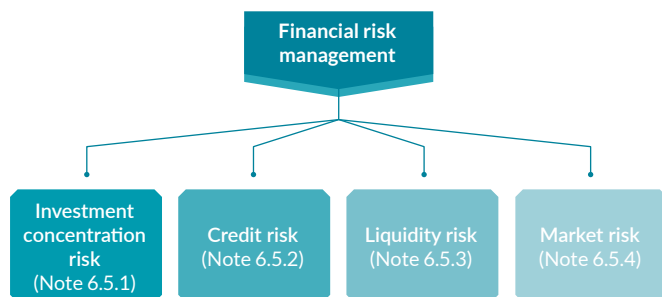 Financial risk
management
Investment
concentration
risk
(Note 6.5.1)
Credit risk
(Note 6.5.2)
Liquidity risk
(Note 6.5.3)
Market risk
(Note 6.5.4)